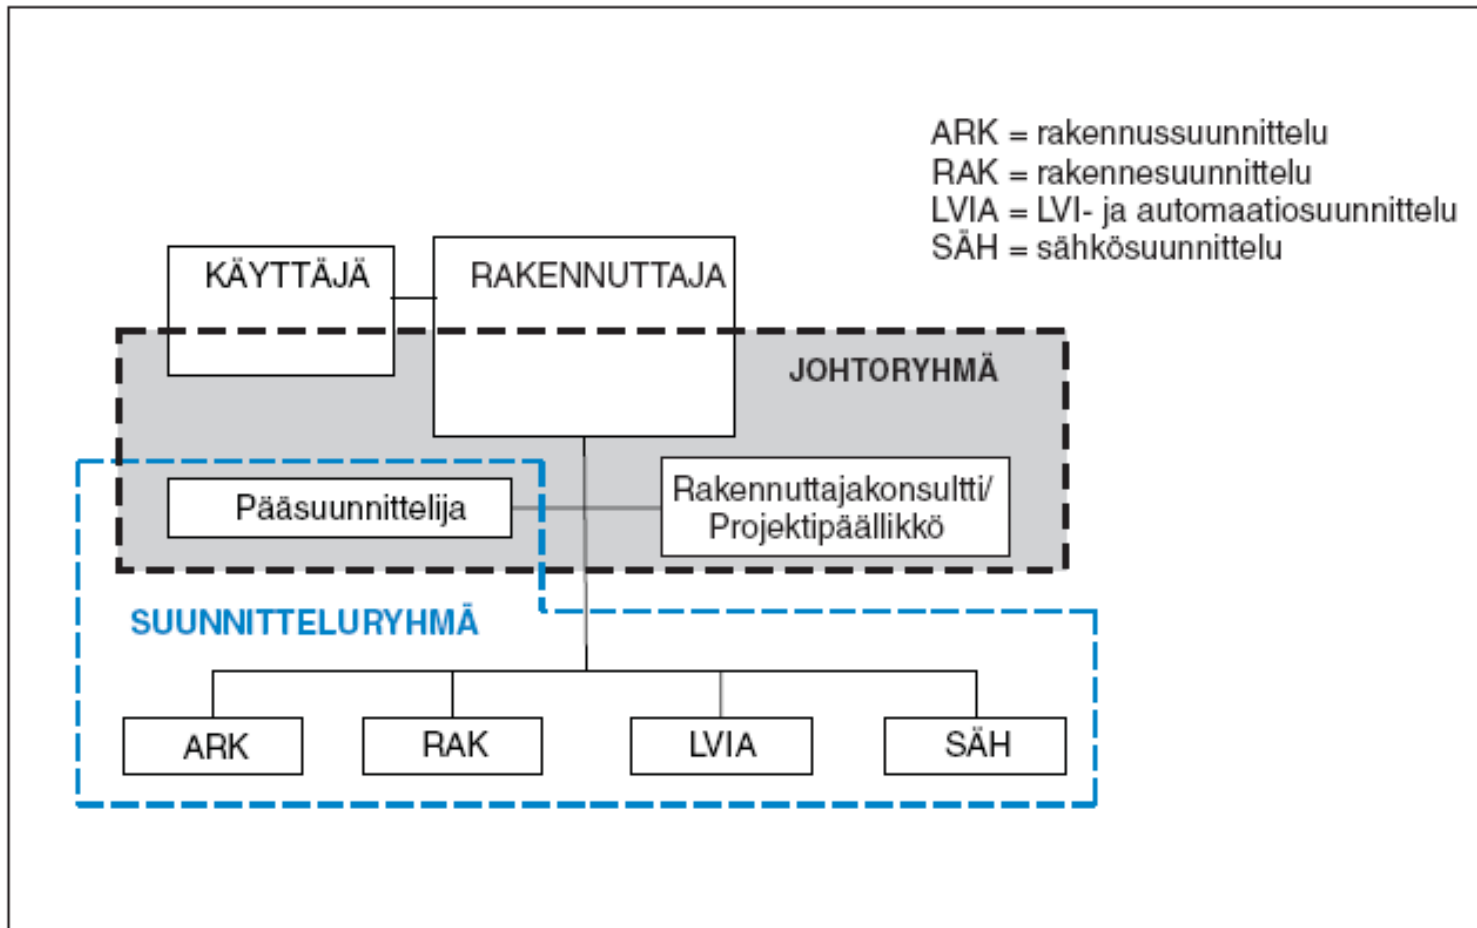 ARK = rakennussuunnittelu
RAK = rakennesuunnittelu
LVIA = LVI- ja automaatiosuunnittelu
SÄH = sähkösuunnittelu
KÄYTTÄJÄ
RAKENNUTTAJA
JOHTORYHMÄ
Pääsuunnittelija
Rakennuttajakonsultti/
Projektipäällikkö
SUUNNITTELURYHMÄ
ARK
RAK
LVIA
SÄH